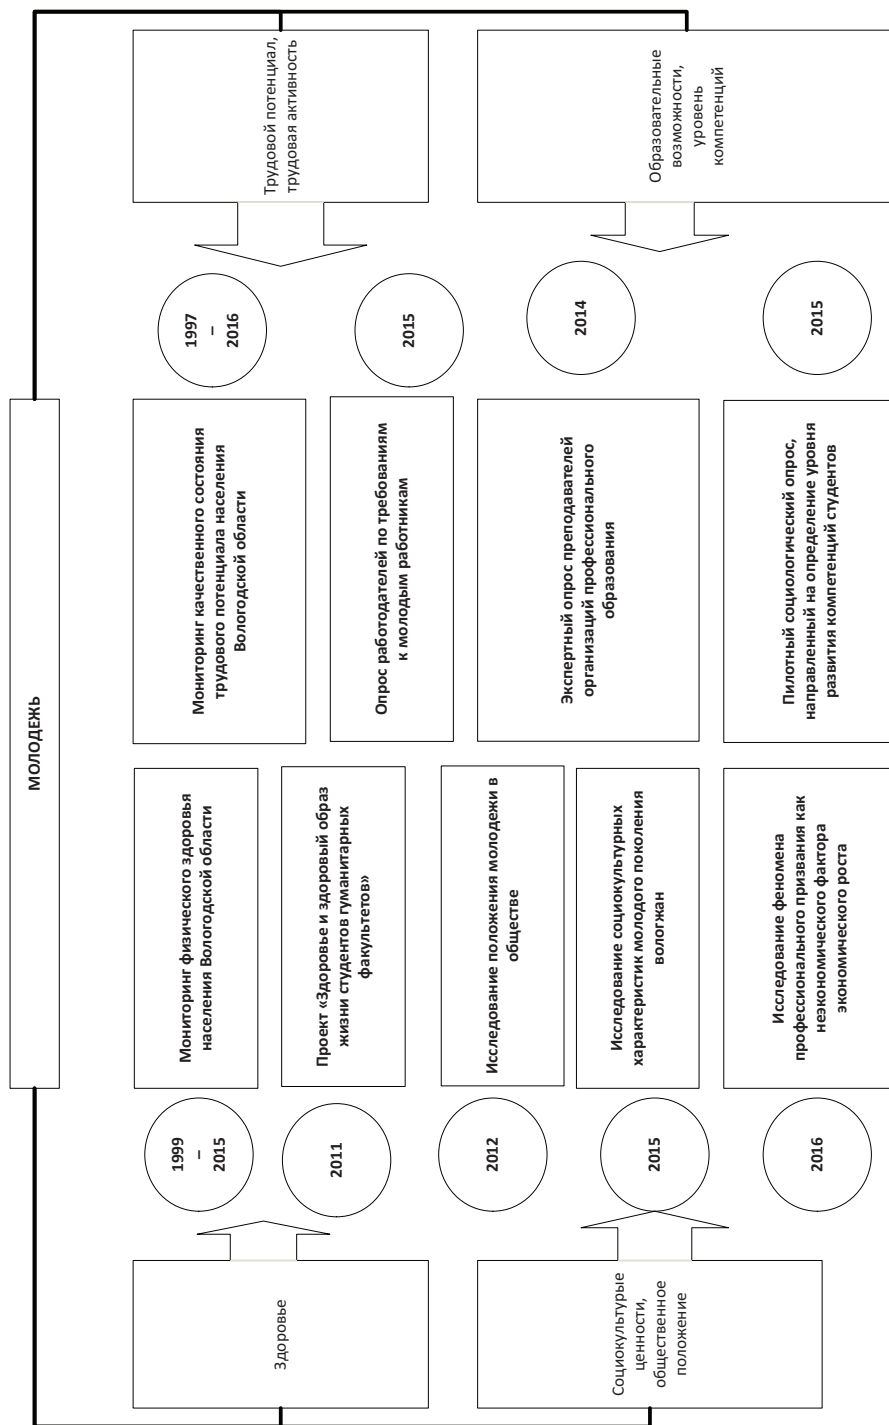 МОЛОДЕЖЬ
Здоровье
1999
–
2015
Мониторинг физического здоровья
населения Вологодской области
2011
Проект «Здоровье и здоровый образ
жизни студентов гуманитарных
факультетов»
Социокультурые
ценности,
общественное
положение
2012
Исследование положения молодежи в
обществе
2015
Исследование социокультурных
характеристик молодого поколения
вологжан
2016
Исследование феномена
профессионального призвания как
неэкономического фактора
экономического роста
Трудовой потенциал,
трудовая активность
1997
–
2016
Мониторинг качественного состояния
трудового потенциала населения
Вологодской области
2015
Опрос работодателей по требованиям
к молодым работникам
Образовательные
возможности,
уровень
компетенций
2014
Экспертный опрос преподавателей
организаций профессионального
образования
2015
Пилотный социологический опрос,
направленный на определение уровня
развития компетенций студентов